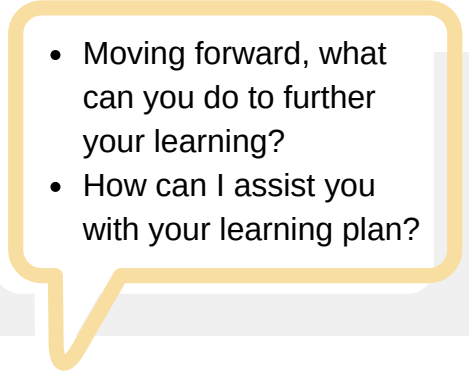 • Moving forward, what
can you do to further
your learning?
• How can I assist you
with your learning plan?